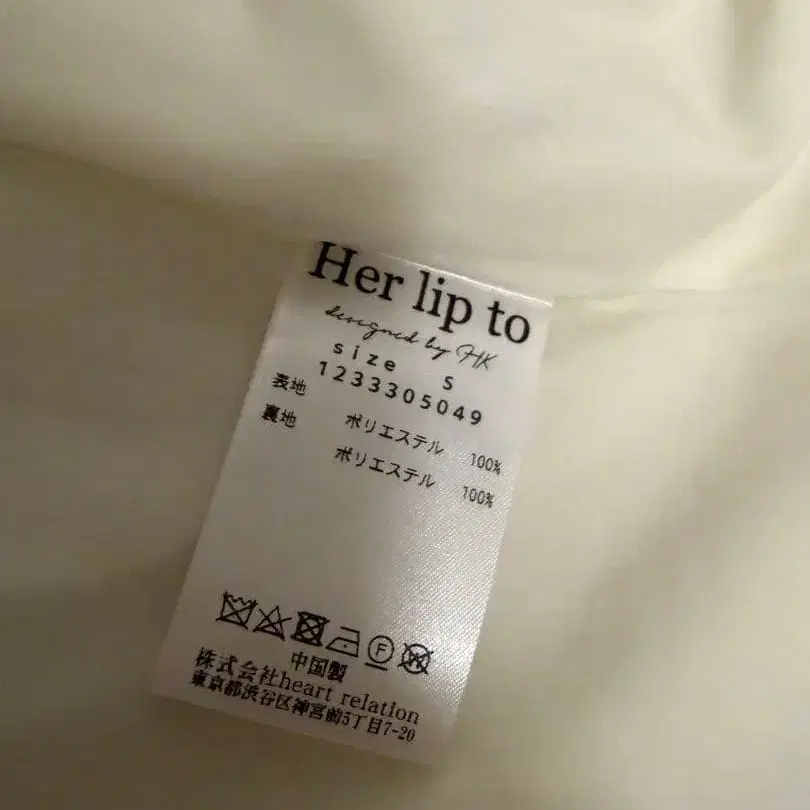 Her lip to
designed by HK
size S
1233305049
表地 ポリエステル 100%
裏地 ポリエステル 100%
中国製
株式会社heart relation
東京都渋谷区神宮前5丁目7-20